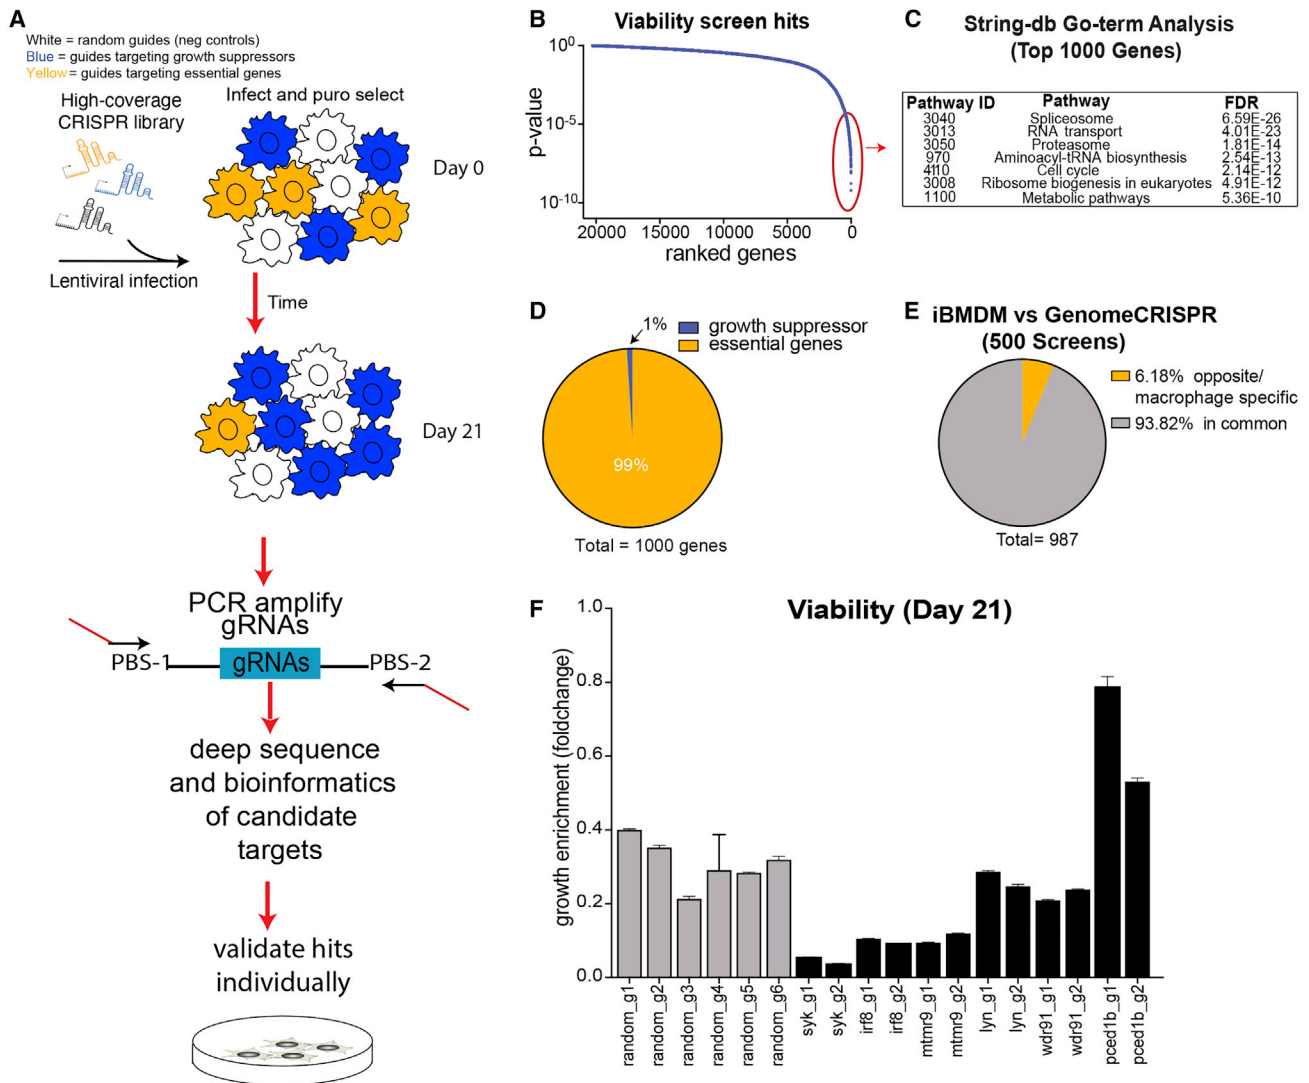 A
White = random guides (neg controls)
Blue = guides targeting growth suppressors
Yellow = guides targeting essential genes
High-coverage
CRISPR library
Infect and puro select
Day 0
Lentiviral infection
Time
Day 21
PCR amplify
gRNAs
PBS-1
gRNAs
PBS-2
deep sequence
and bioinformatics
of candidate
targets
validate hits
individually
B
Viability screen hits
p-value
10^0
10^-5
10^-10
20000 15000 10000 5000 0
ranked genes
C
String-db Go-term Analysis
(Top 1000 Genes)
Pathway ID Pathway FDR
3040 Spliceosome 6.59E-26
3013 RNA transport 4.01E-23
3050 Proteasome 1.81E-14
970 Aminoacyl-tRNA biosynthesis 2.54E-13
4110 Cell cycle 2.14E-12
3008 Ribosome biogenesis in eukaryotes 4.91E-12
1100 Metabolic pathways 5.36E-10
D
1%
growth suppressor
essential genes
99%
Total = 1000 genes
E
iBMDM vs GenomeCRISPR
(500 Screens)
6.18% opposite/
macrophage specific
93.82% in common
Total= 987
F
Viability (Day 21)
growth enrichment (foldchange)
1.0
0.8
0.6
0.4
0.2
0.0
random_g1
random_g2
random_g3
random_g4
random_g5
random_g6
syk_g1
syk_g2
irf8_g1
irf8_g2
mtmr9_g1
mtmr9_g2
lyn_g1
lyn_g2
wdr91_g1
wdr91_g2
pced1b_g1
pced1b_g2